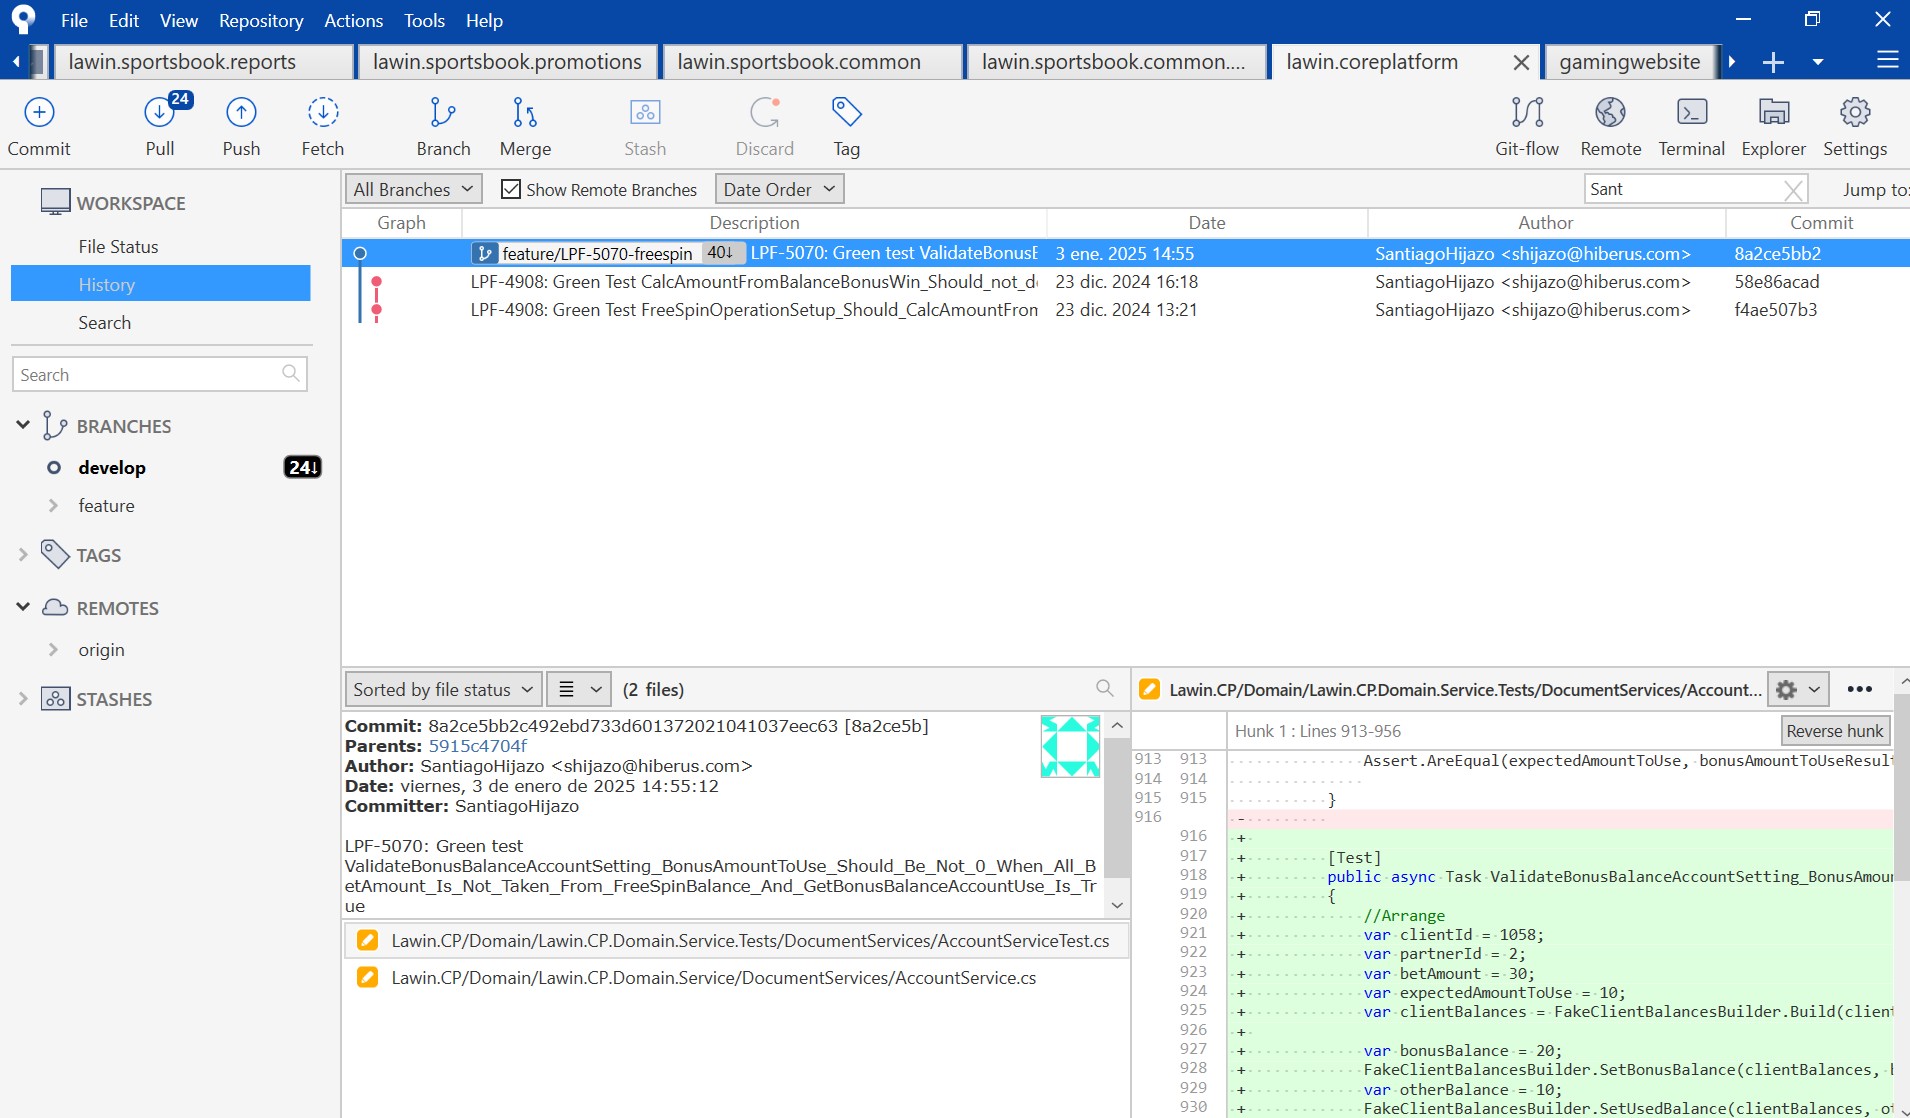 File Edit View Repository Actions Tools Help
lawin.sportsbook.reports lawin.sportsbook.promotions lawin.sportsbook.common lawin.sportsbook.common.... lawin.coreplatform gamingwebsite
24
Commit Pull Push Fetch Branch Merge Stash Discard Tag Git-flow Remote Terminal Explorer Settings
WORKSPACE
File Status
History
Search
Search
BRANCHES
develop 24↓
feature
TAGS
REMOTES
origin
STASHES
All Branches Show Remote Branches Date Order Sant Jump to:
Graph Description Date Author Commit
feature/LPF-5070-freespin 40↓ LPF-5070: Green test ValidateBonusE 3 ene. 2025 14:55 SantiagoHijazo <shijazo@hiberus.com> 8a2ce5bb2
LPF-4908: Green Test CalcAmountFromBalanceBonusWin_Should_not_d 23 dic. 2024 16:18 SantiagoHijazo <shijazo@hiberus.com> 58e86acad
LPF-4908: Green Test FreeSpinOperationSetup_Should_CalcAmountFron 23 dic. 2024 13:21 SantiagoHijazo <shijazo@hiberus.com> f4ae507b3
Sorted by file status (2 files)
Commit: 8a2ce5bb2c492ebd733d601372021041037eec63 [8a2ce5b]
Parents: 5915c4704f
Author: SantiagoHijazo <shijazo@hiberus.com>
Date: viernes, 3 de enero de 2025 14:55:12
Committer: SantiagoHijazo
LPF-5070: Green test
ValidateBonusBalanceAccountSetting_BonusAmountToUse_Should_Be_Not_0_When_All_B
etAmount_Is_Not_Taken_From_FreeSpinBalance_And_GetBonusBalanceAccountUse_Is_Tr
ue
Lawin.CP/Domain/Lawin.CP.Domain.Service.Tests/DocumentServices/AccountServiceTest.cs
Lawin.CP/Domain/Lawin.CP.Domain.Service/DocumentServices/AccountService.cs
Lawin.CP/Domain/Lawin.CP.Domain.Service.Tests/DocumentServices/Account...
Hunk 1 : Lines 913-956 Reverse hunk
913 913 Assert.AreEqual(expectedAmountToUse, bonusAmountToUseResul
914 914
915 915 }
916 -
916 +
917 + [Test]
918 + public async Task ValidateBonusBalanceAccountSetting_BonusAmou
919 + {
920 + //Arrange
921 + var clientId = 1058;
922 + var partnerId = 2;
923 + var betAmount = 30;
924 + var expectedAmountToUse = 10;
925 + var clientBalances = FakeClientBalancesBuilder.Build(clien
926 +
927 + var bonusBalance = 20;
928 + FakeClientBalancesBuilder.SetBonusBalance(clientBalances, b
929 + var otherBalance = 10;
930 + FakeClientBalancesBuilder.SetUsedBalance(clientBalances, o